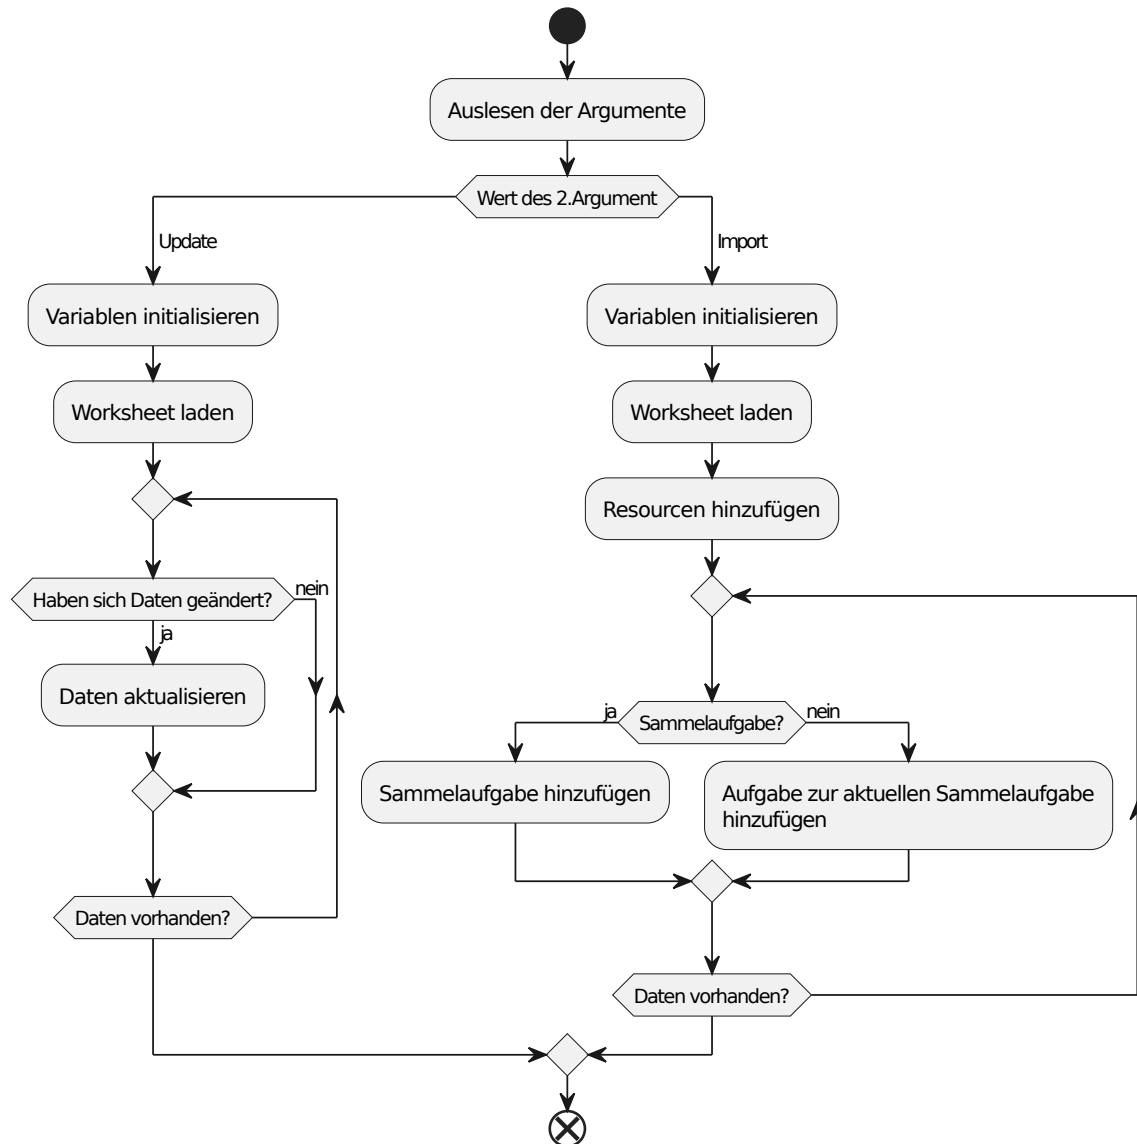 Auslesen der Argumente
Wert des 2.Argument
Update
Import
Variablen initialisieren
Variablen initialisieren
Worksheet laden
Worksheet laden
Resourcen hinzufügen
Haben sich Daten geändert?
nein
ja
Daten aktualisieren
ja
Sammelaufgabe?
nein
Sammelaufgabe hinzufügen
Aufgabe zur aktuellen Sammelaufgabe
hinzufügen
Daten vorhanden?
Daten vorhanden?